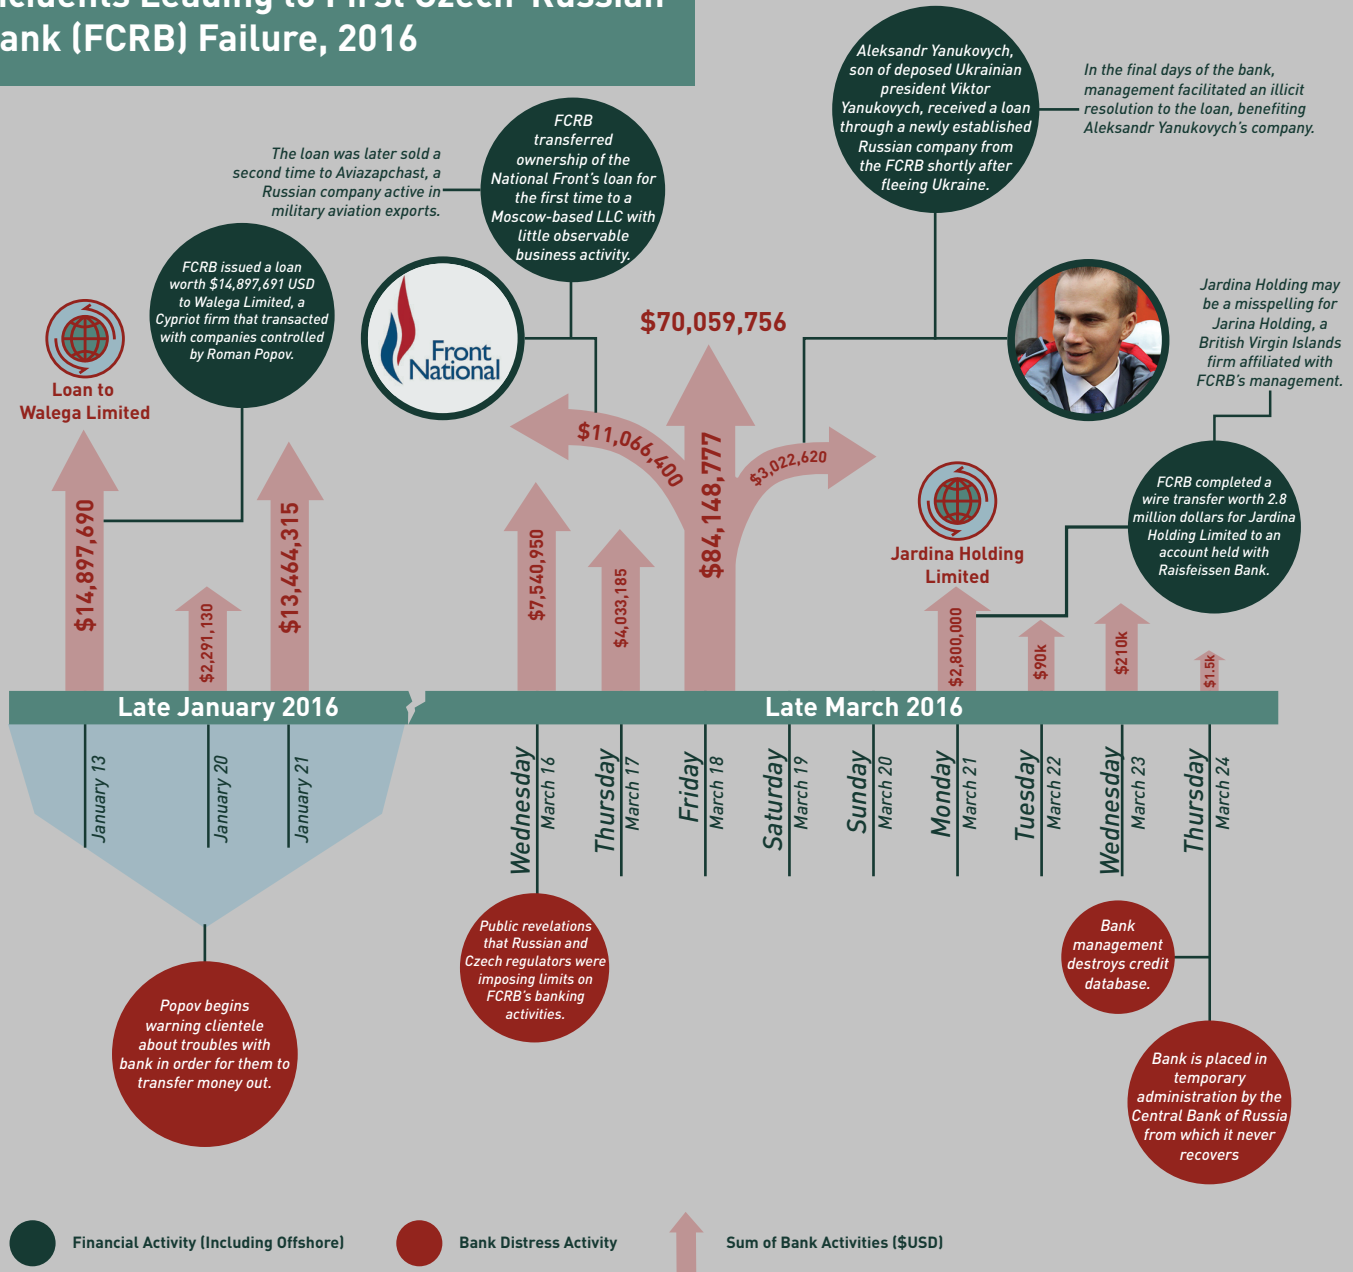 ank (FCRB) Failure, 2016
Aleksandr Yanukovych,
son of deposed Ukrainian
president Viktor
Yanukovych, received a loan
through a newly established
Russian company from
the FCRB shortly after
fleeing Ukraine.
In the final days of the bank,
management facilitated an illicit
resolution to the loan, benefiting
Aleksandr Yanukovych's company.
FCRB
transferred
ownership of the
National Front's loan for
the first time to a
Moscow-based LLC with
little observable
business activity.
The loan was later sold a
second time to Aviazapchast, a
Russian company active in
military aviation exports.
FCRB issued a loan
worth $14,897,691 USD
to Walega Limited, a
Cypriot firm that transacted
with companies controlled
by Roman Popov.
Front
National
Jardina Holding may
be a misspelling for
Jarina Holding, a
British Virgin Islands
firm affiliated with
FCRB's management.
Loan to
Walega Limited
$70,059,756
$14,897,690
$2,291,130
$13,464,315
$7,540,950
$4,033,185
$11,066,400
$84,148,777
$3,022,620
FCRB completed a
wire transfer worth 2.8
million dollars for Jardina
Holding Limited to an
account held with
Raisfeissen Bank.
Jardina Holding
Limited
$2,800,000
$90k
$210k
$1.5k
Late January 2016
Late March 2016
January 13
January 20
January 21
Wednesday
March 16
Thursday
March 17
Friday
March 18
Saturday
March 19
Sunday
March 20
Monday
March 21
Tuesday
March 22
Wednesday
March 23
Thursday
March 24
Popov begins
warning clientele
about troubles with
bank in order for them to
transfer money out.
Public revelations
that Russian and
Czech regulators were
imposing limits on
FCRB's banking
activities.
Bank
management
destroys credit
database.
Bank is placed in
temporary
administration by the
Central Bank of Russia
from which it never
recovers
Financial Activity (Including Offshore)
Bank Distress Activity
Sum of Bank Activities ($USD)